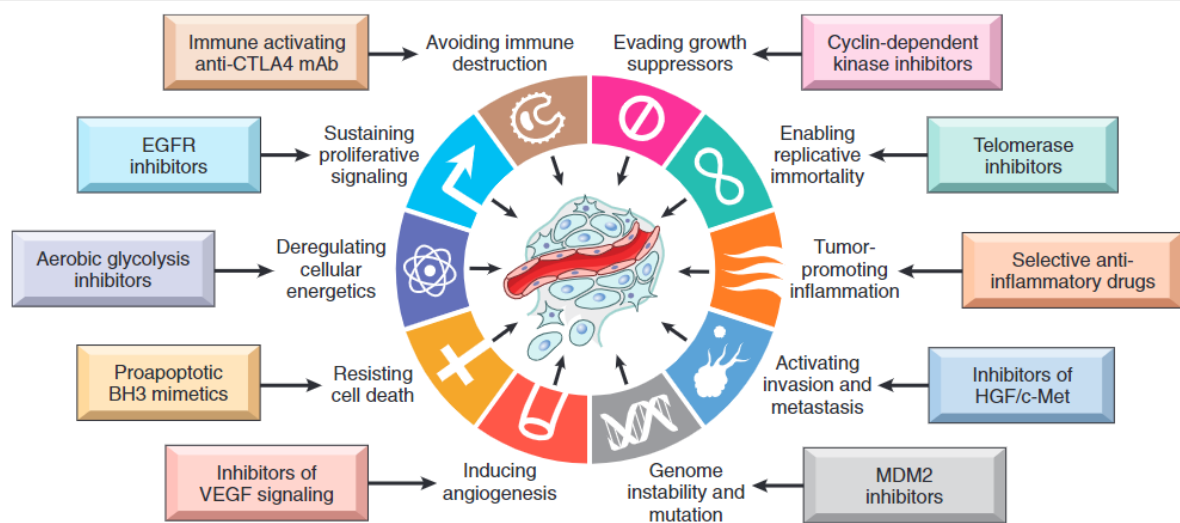 Immune activating
anti-CTLA4 mAb
Avoiding immune
destruction
Evading growth
suppressors
Cyclin-dependent
kinase inhibitors
EGFR
inhibitors
Sustaining
proliferative
signaling
Enabling
replicative
immortality
Telomerase
inhibitors
Aerobic glycolysis
inhibitors
Deregulating
cellular
energetics
Tumor-
promoting
inflammation
Selective anti-
inflammatory drugs
Proapoptotic
BH3 mimetics
Resisting
cell death
Activating
invasion and
metastasis
Inhibitors of
HGF/c-Met
Inhibitors of
VEGF signaling
Inducing
angiogenesis
Genome
instability and
mutation
MDM2
inhibitors